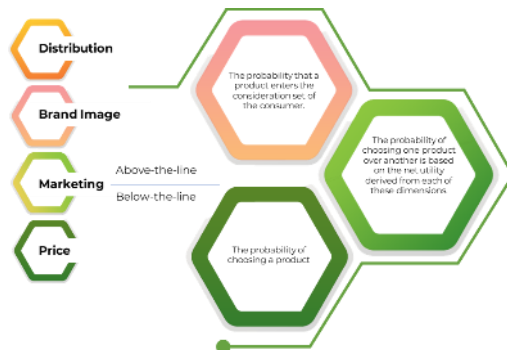 Distribution
Brand Image
Marketing
Price
Above-the-line
Below-the-line
The probability that a
product enters the
consideration set of
the consumer.
The probability of
choosing one product
over another is based
on the net utility
derived from each of
these dimensions
The probability of
choosing a product